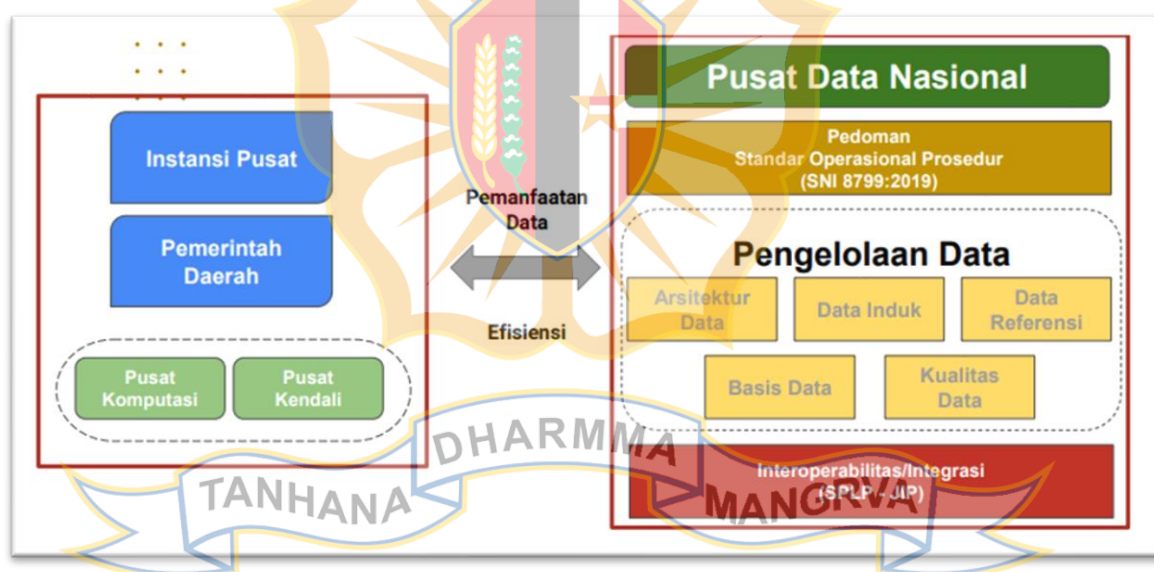 Instansi Pusat
Pemerintah
Daerah
Pusat
Komputasi
Pusat
Kendali
Pemanfaatan
Data
Efisiensi
Pusat Data Nasional
Pedoman
Standar Operasional Prosedur
(SNI 8799:2019)
Pengelolaan Data
Arsitektur
Data
Data Induk
Data
Referensi
Basis Data
Kualitas
Data
Interoperabilitas/Integrasi
(SPLP - JIP)
TANHANA
DHARMMA
MANGRVA